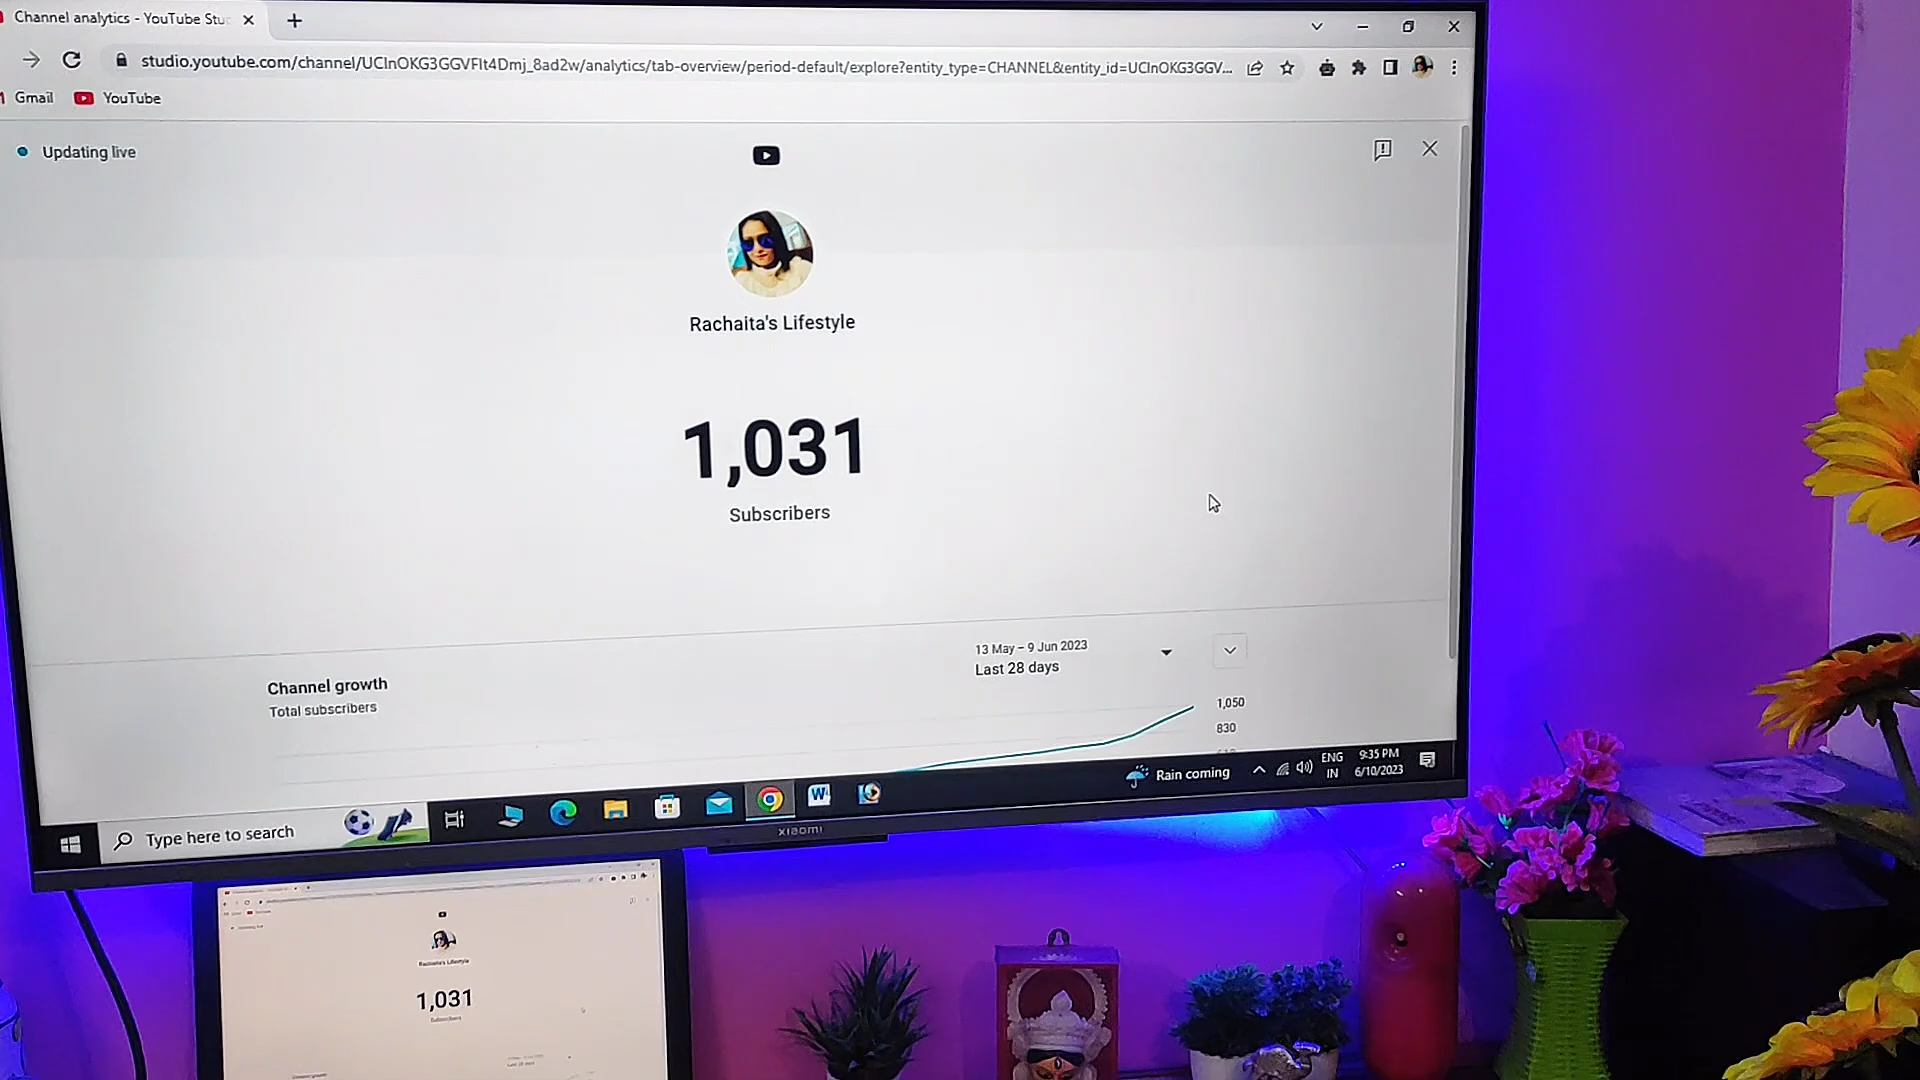 Channel analytics - YouTube Stu
studio.youtube.com/channel/UCInOKG3GGVFIt4Dmj_8ad2w/analytics/tab-overview/period-default/explore?entity_type=CHANNEL&entity_id=UCInOKG3GGV...
Gmail YouTube
Updating live
Rachaita's Lifestyle
1,031
Subscribers
13 May – 9 Jun 2023
Last 28 days
Channel growth
Total subscribers
1,050
830
Type here to search
Rain coming
ENG
IN
9:35 PM
6/10/2023
xiaomi
Rachaita's Lifestyle
1,031
Subscribers